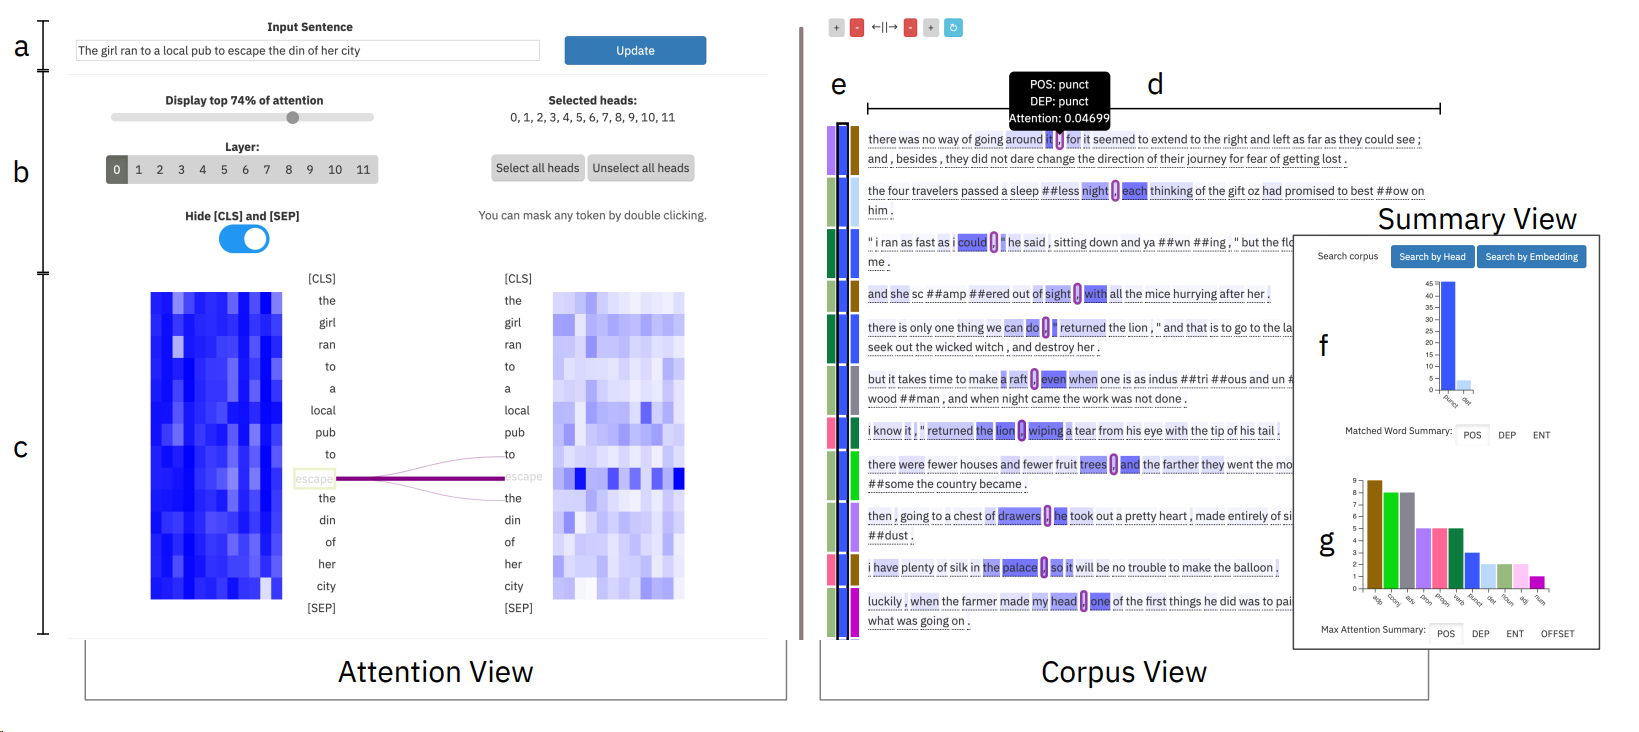 a
Input Sentence
The girl ran to a local pub to escape the din of her city
Update
b
Display top 74% of attention
Selected heads:
0, 1, 2, 3, 4, 5, 6, 7, 8, 9, 10, 11
Layer:
0 1 2 3 4 5 6 7 8 9 10 11
Select all heads
Unselect all heads
Hide [CLS] and [SEP]
You can mask any token by double clicking.
c
[CLS] [CLS]
the the
girl girl
ran ran
to to
a a
local local
pub pub
to to
escape escape
the the
din din
of of
her her
city city
[SEP] [SEP]
Attention View
+ - ←||→ - + ↻
e
d
POS: punct
DEP: punct
Attention: 0.04699
there was no way of going around it , for it seemed to extend to the right and left as far as they could see ;
and , besides , they did not dare change the direction of their journey for fear of getting lost .
the four travelers passed a sleep ##less night , each thinking of the gift oz had promised to best ##ow on
him .
" i ran as fast as i could , " he said , sitting down and ya ##wn ##ing , " but the flo
me .
and she sc ##amp ##ered out of sight , with all the mice hurrying after her .
there is only one thing we can do , " returned the lion , " and that is to go to the la
seek out the wicked witch , and destroy her .
but it takes time to make a raft , even when one is as indus ##tri ##ous and un #
wood ##man , and when night came the work was not done .
i know it , " returned the lion , wiping a tear from his eye with the tip of his tail .
there were fewer houses and fewer fruit trees , and the farther they went the mo
##some the country became .
then , going to a chest of drawers , he took out a pretty heart , made entirely of si
##dust .
i have plenty of silk in the palace , so it will be no trouble to make the balloon .
luckily , when the farmer made my head , one of the first things he did was to pai
what was going on .
Corpus View
Summary View
Search corpus
Search by Head
Search by Embedding
f
45
40
35
30
25
20
15
10
5
0
punct det
Matched Word Summary: POS DEP ENT
g
9
8
7
6
5
4
3
2
1
0
adp cconj adv pron propn verb punct det noun adj num
Max Attention Summary: POS DEP ENT OFFSET